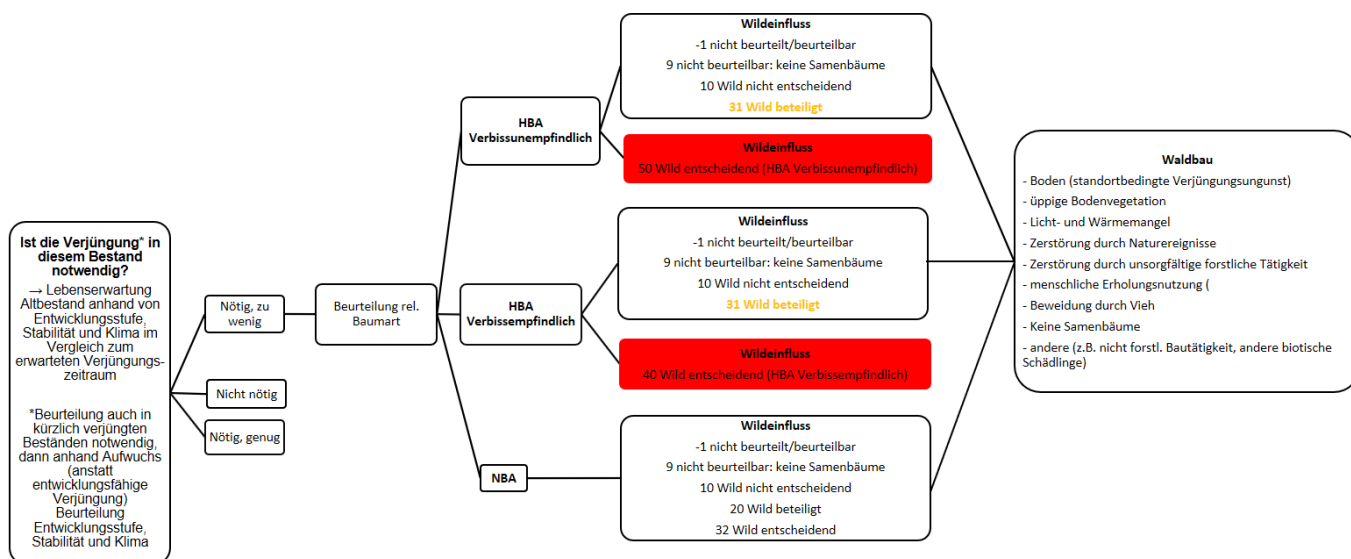 Ist die Verjüngung* in
diesem Bestand
notwendig?
→ Lebenserwartung
Altbestand anhand von
Entwicklungsstufe,
Stabilität und Klima im
Vergleich zum
erwarteten Verjüngungs-
zeitraum
*Beurteilung auch in
kürzlich verjüngten
Beständen notwendig,
dann anhand Aufwuchs
(anstatt
entwicklungsfähige
Verjüngung)
Beurteilung
Entwicklungsstufe,
Stabilität und Klima
Nötig, zu
wenig
Nicht nötig
Nötig, genug
Beurteilung rel.
Baumart
HBA
Verbissunempfindlich
HBA
Verbissempfindlich
NBA
Wildeinfluss
-1 nicht beurteilt/beurteilbar
9 nicht beurteilbar: keine Samenbäume
10 Wild nicht entscheidend
31 Wild beteiligt
Wildeinfluss
50 Wild entscheidend (HBA Verbissunempfindlich)
Wildeinfluss
-1 nicht beurteilt/beurteilbar
9 nicht beurteilbar: keine Samenbäume
10 Wild nicht entscheidend
31 Wild beteiligt
Wildeinfluss
40 Wild entscheidend (HBA Verbissempfindlich)
Wildeinfluss
-1 nicht beurteilt/beurteilbar
9 nicht beurteilbar: keine Samenbäume
10 Wild nicht entscheidend
20 Wild beteiligt
32 Wild entscheidend
Waldbau
- Boden (standortbedingte Verjüngungsungunst)
- üppige Bodenvegetation
- Licht- und Wärmemangel
- Zerstörung durch Naturereignisse
- Zerstörung durch unsorgfältige forstliche Tätigkeit
- menschliche Erholungsnutzung (
- Beweidung durch Vieh
- Keine Samenbäume
- andere (z.B. nicht forstl. Bautätigkeit, andere biotische
Schädlinge)